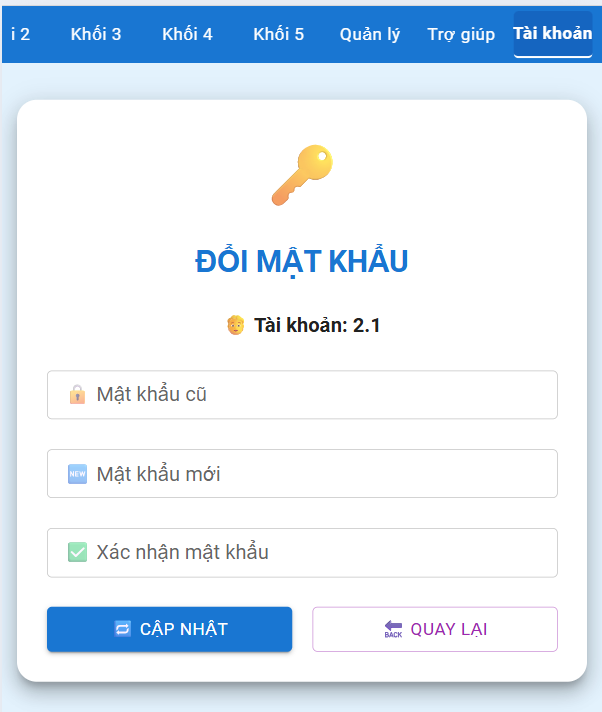 i 2 Khối 3 Khối 4 Khối 5 Quản lý Trợ giúp Tài khoản
ĐỔI MẬT KHẨU
Tài khoản: 2.1
Mật khẩu cũ
NEW Mật khẩu mới
Xác nhận mật khẩu
CẬP NHẬT
BACK QUAY LẠI